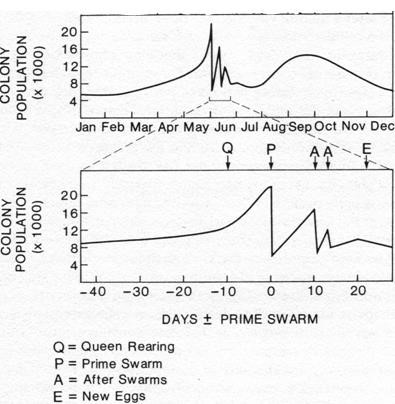 COLONY
POPULATION
(x 1000)
20
16
12
8
4
Jan Feb Mar Apr May Jun Jul Aug Sep Oct Nov Dec
Q P A A E
COLONY
POPULATION
(x 1000)
20
16
12
8
4
-40 -30 -20 -10 0 10 20
DAYS ± PRIME SWARM
Q = Queen Rearing
P = Prime Swarm
A = After Swarms
E = New Eggs